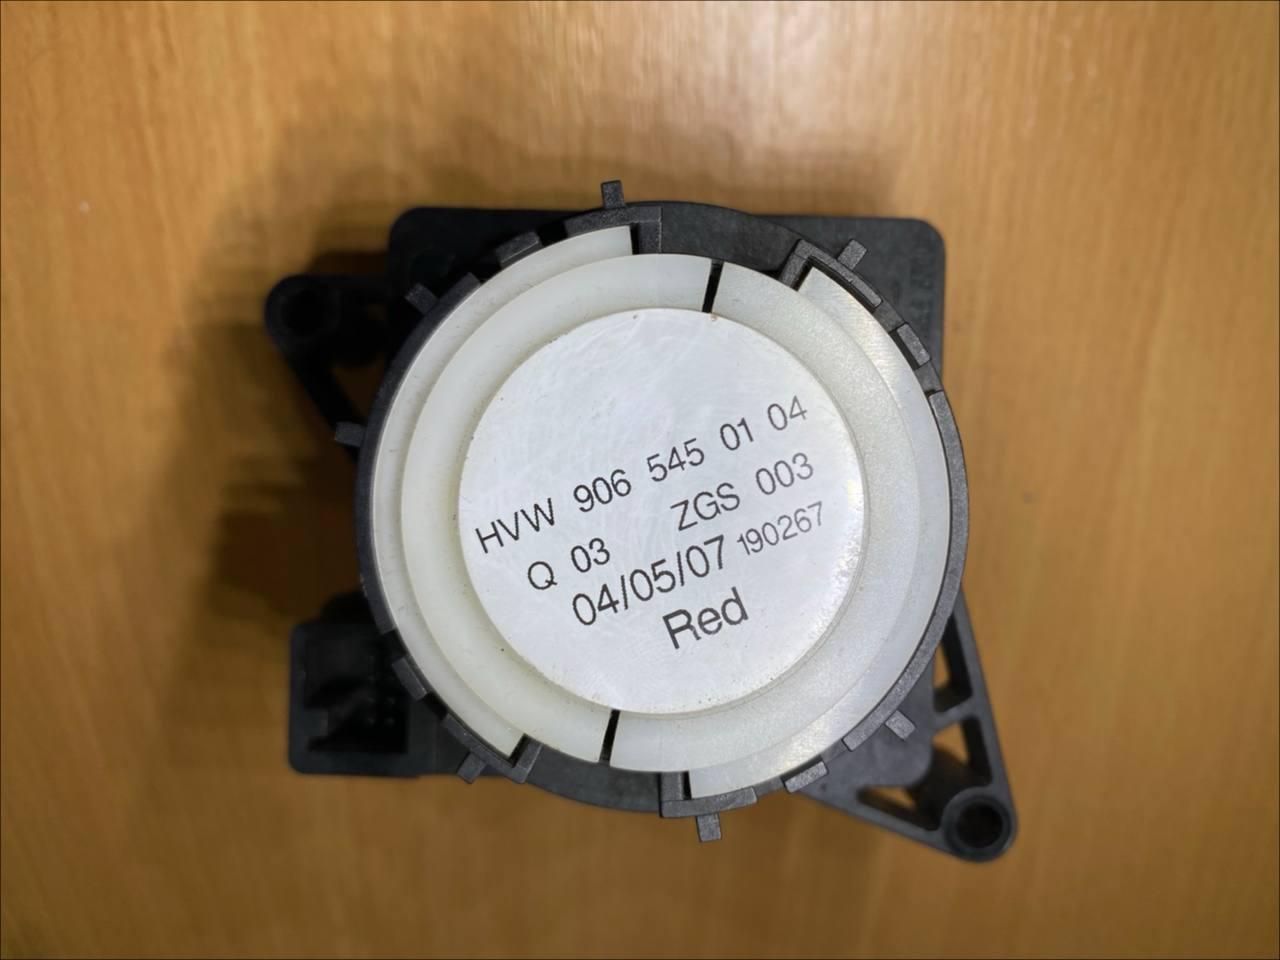 HVW 906 545 01 04
Q 03 ZGS 003
04/05/07 190267
Red